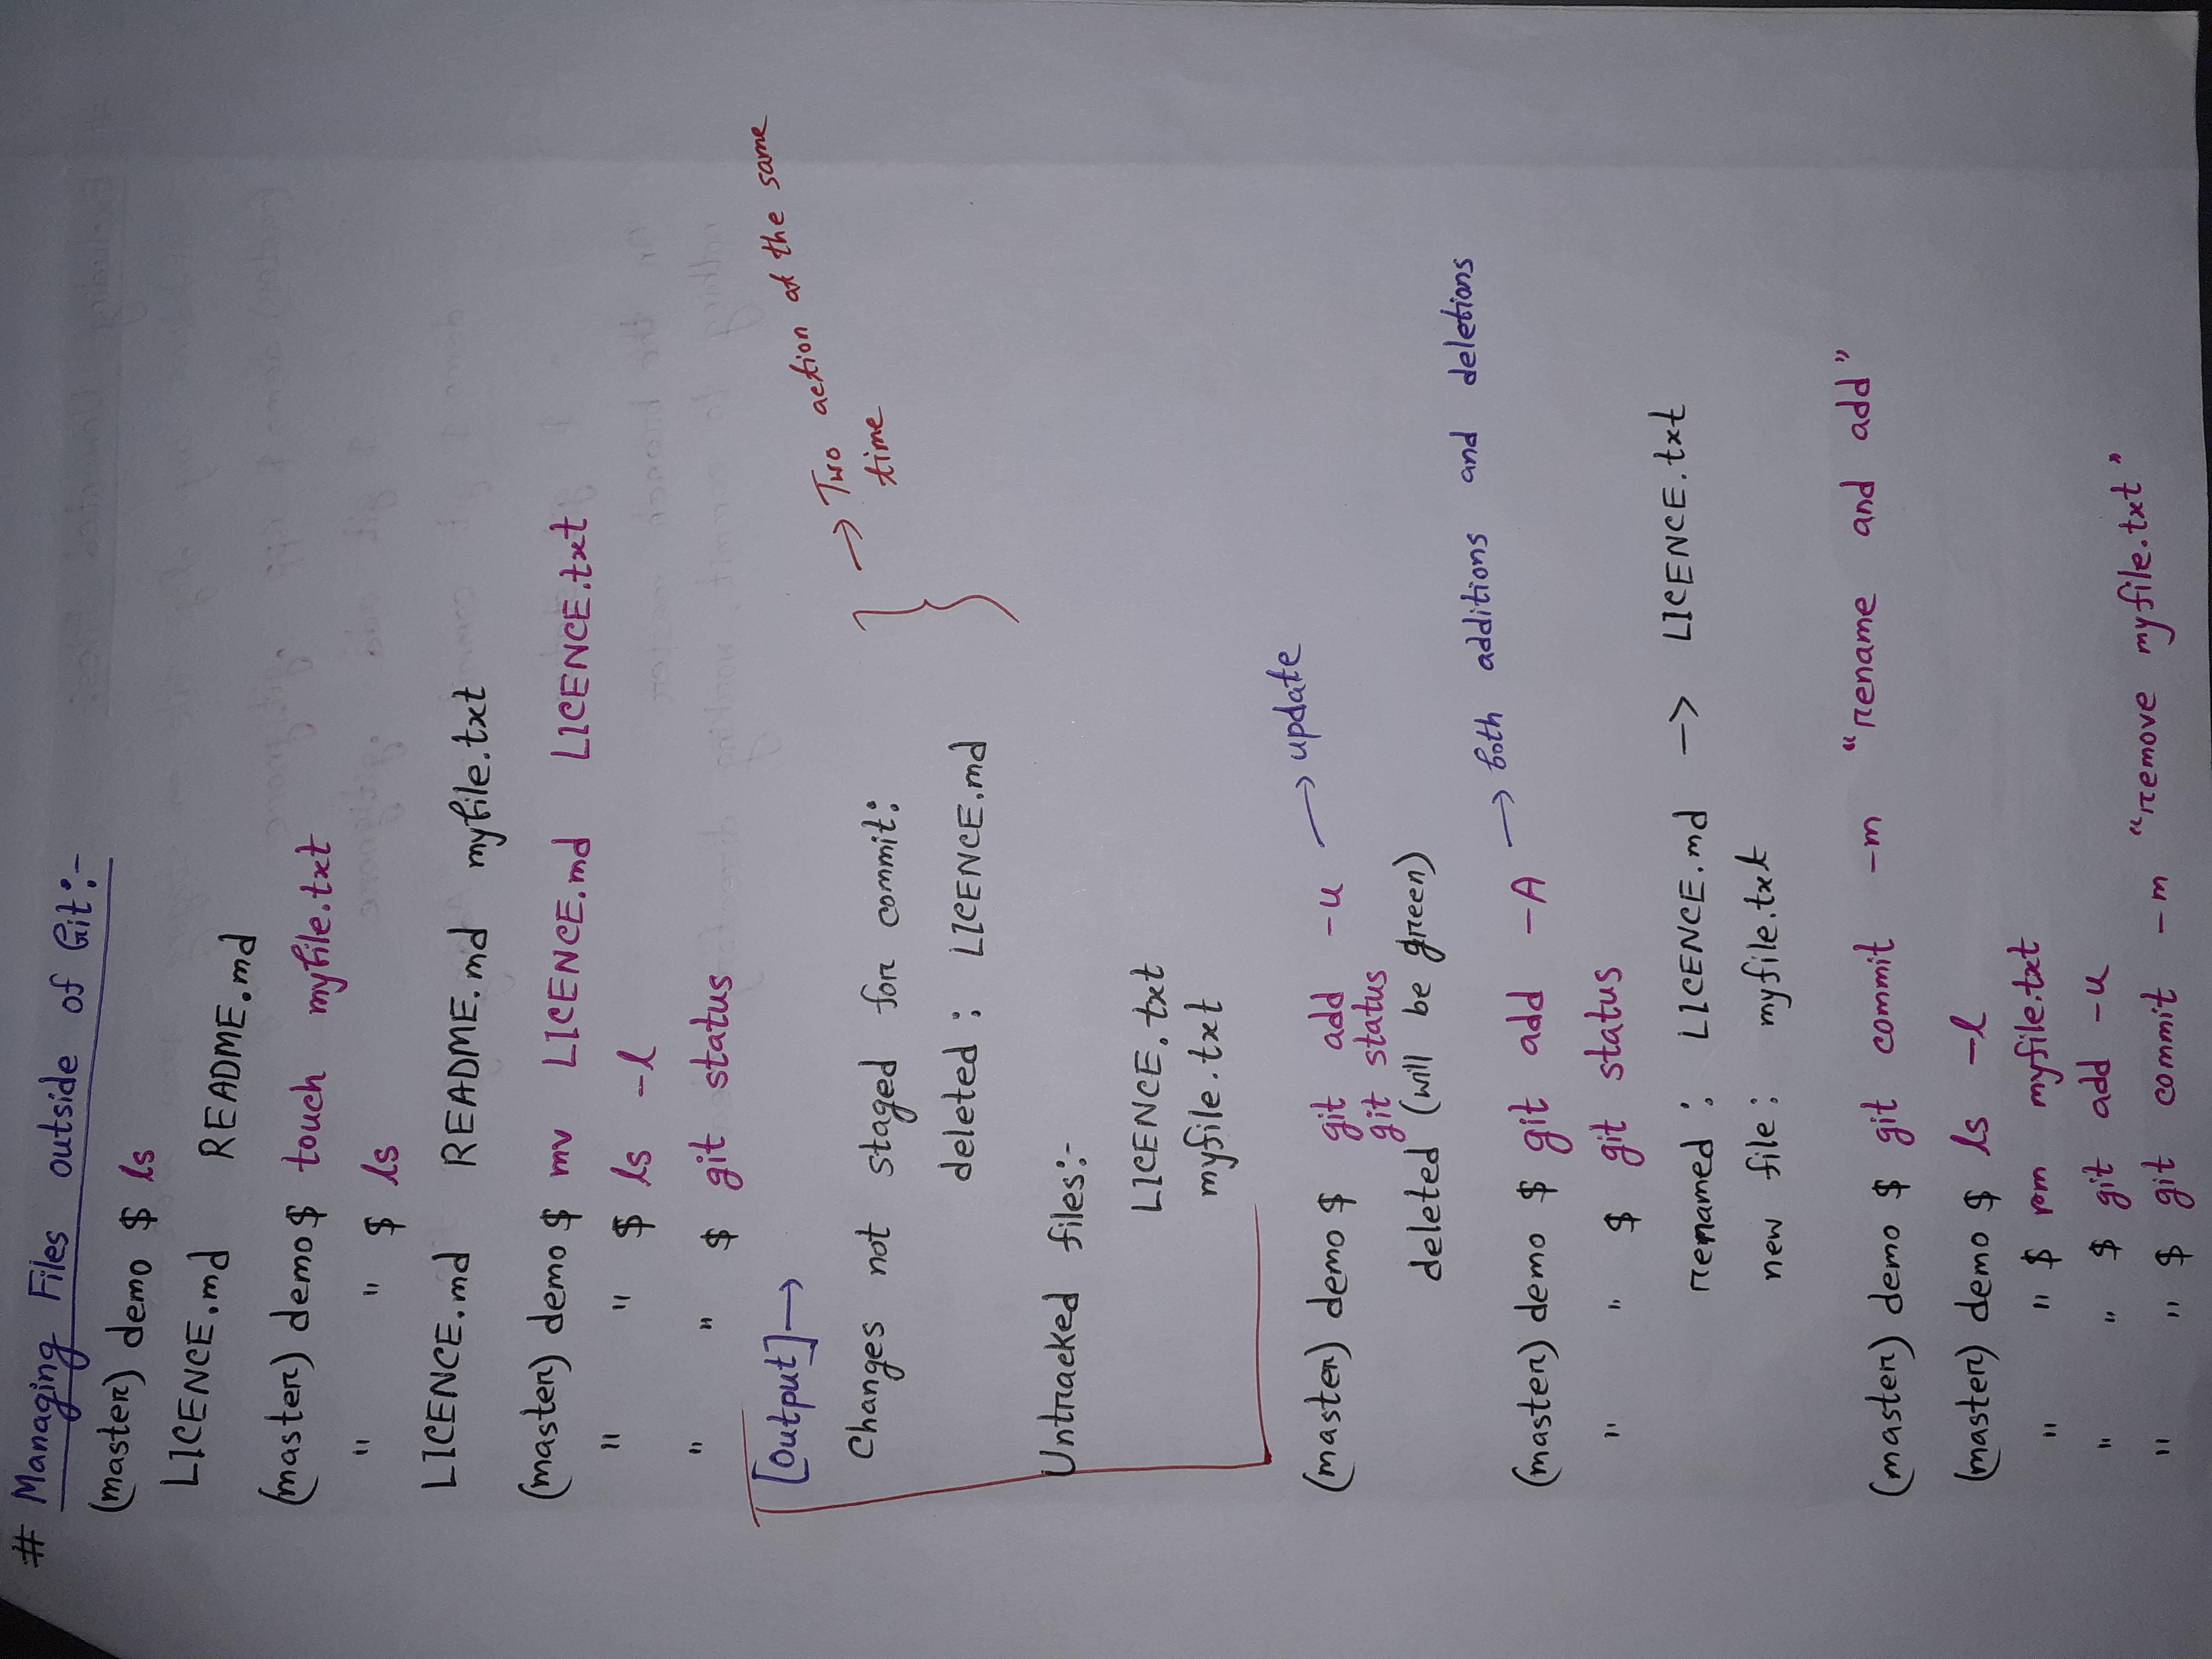 # Managing Files outside of Git:-
(master) demo $ ls
LICENCE.md README.md
(master) demo $ touch myfile.txt
" " $ ls
LICENCE.md README.md myfile.txt
(master) demo $ mv LICENCE.md LICENCE.txt
" " $ ls -l
" " $ git status
[Output]→
Changes not staged for commit:
deleted : LICENCE.md
→ Two action at the same
time
Untracked files:-
LICENCE.txt
myfile.txt
(master) demo $ git add -u → update
git status
deleted (will be green)
(master) demo $ git add -A → both additions and deletions
" " $ git status
renamed : LICENCE.md -> LICENCE.txt
new file : myfile.txt
(master) demo $ git commit -m "rename and add"
(master) demo $ ls -l
" " $ rm myfile.txt
" " $ git add -u
" " $ git commit -m "remove myfile.txt"